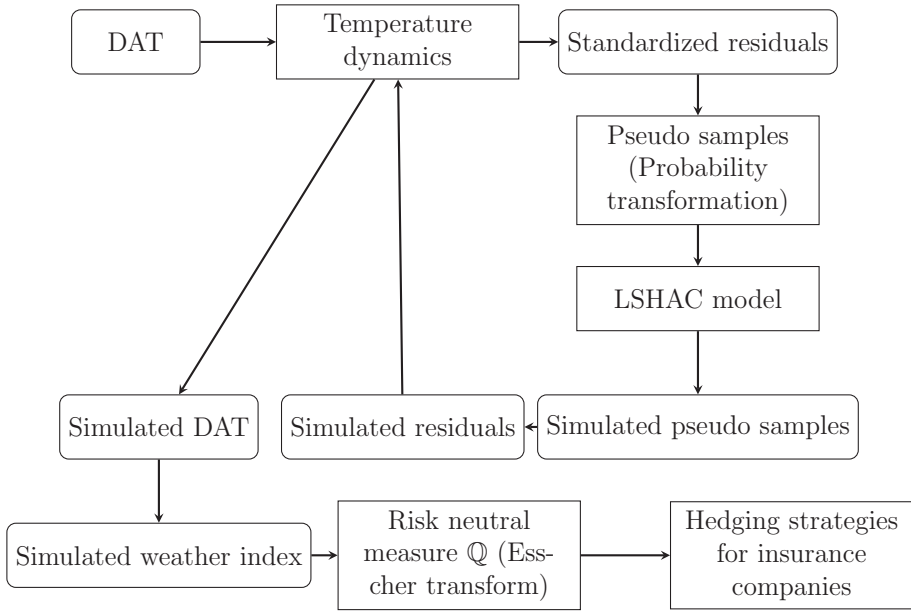 DAT
Temperature
dynamics
Standardized residuals
Pseudo samples
(Probability
transformation)
LSHAC model
Simulated DAT
Simulated residuals
Simulated pseudo samples
Simulated weather index
Risk neutral
measure ℚ (Ess-
cher transform)
Hedging strategies
for insurance
companies